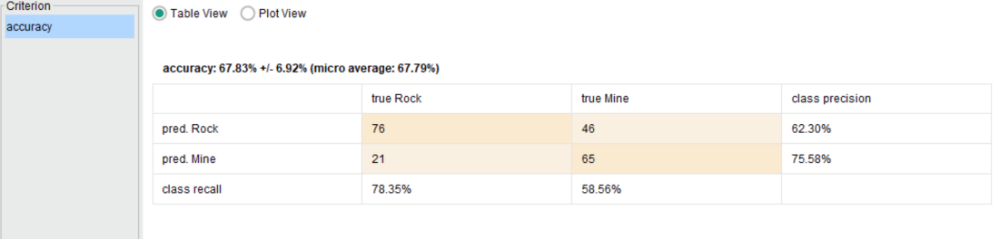 Criterion
accuracy
Table View Plot View
accuracy: 67.83% +/- 6.92% (micro average: 67.79%)
true Rock true Mine class precision
pred. Rock 76 46 62.30%
pred. Mine 21 65 75.58%
class recall 78.35% 58.56%